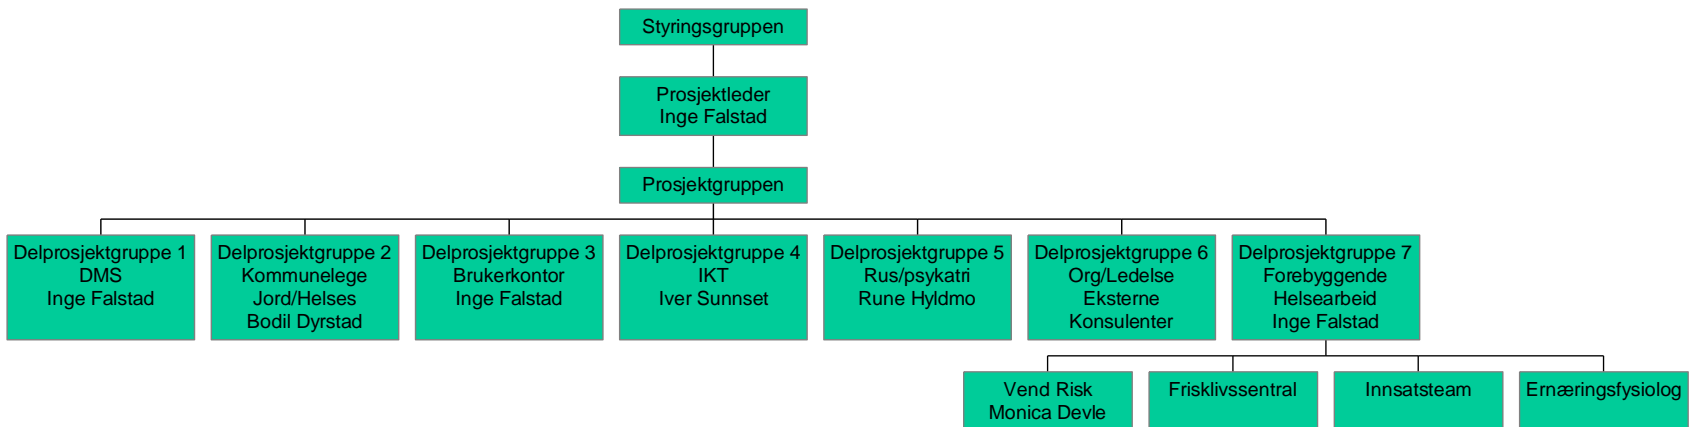 Styringsgruppen
Prosjektleder
Inge Falstad
Prosjektgruppen
Delprosjektgruppe 1
DMS
Inge Falstad
Delprosjektgruppe 2
Kommunelege
Jord/Helses
Bodil Dyrstad
Delprosjektgruppe 3
Brukerkontor
Inge Falstad
Delprosjektgruppe 4
IKT
Iver Sunnset
Delprosjektgruppe 5
Rus/psykatri
Rune Hyldmo
Delprosjektgruppe 6
Org/Ledelse
Eksterne
Konsulenter
Delprosjektgruppe 7
Forebyggende
Helsearbeid
Inge Falstad
Vend Risk
Monica Devle
Frisklivssentral
Innsatsteam
Ernæringsfysiolog